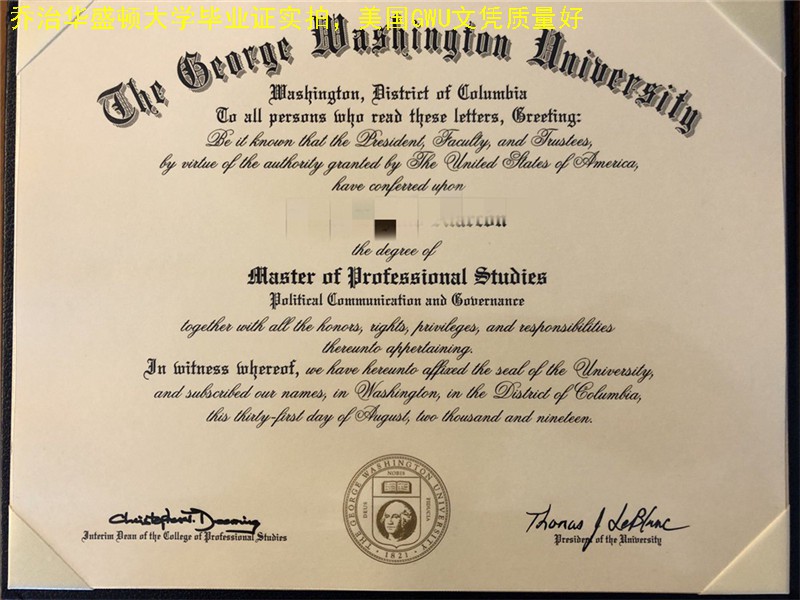 乔治华盛顿大学毕业证实拍，美国GWU文凭质量好
The George Washington University
Washington, District of Columbia
To all persons who read these letters, Greeting:
Be it known that the President, Faculty, and Trustees,
by virtue of the authority granted by The United States of America,
have conferred upon
Alarcon
the degree of
Master of Professional Studies
Political Communication and Governance
together with all the honors, rights, privileges, and responsibilities
thereunto appertaining.
In witness whereof, we have hereunto affixed the seal of the University,
and subscribed our names, in Washington, in the District of Columbia,
this thirty-first day of August, two thousand and nineteen.
THE GEORGE WASHINGTON UNIVERSITY
NOBIS
DEUS
FIDUCIA
1821
Christopher J. Deering
Interim Dean of the College of Professional Studies
Thomas J LeBlanc
President of the University